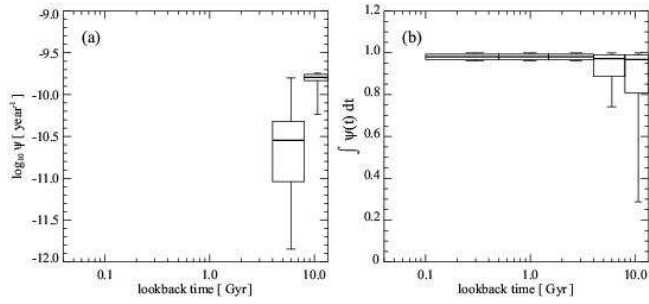 (a)
-9.0
-9.5
-10.0
-10.5
-11.0
-11.5
-12.0
log₁₀ ψ [ year⁻¹ ]
0.1 1.0 10.0
lookback time [ Gyr ]
(b)
1.2
1.0
0.8
0.6
0.4
0.2
0
∫ ψ(t) dt
0.1 1.0 10.0
lookback time [ Gyr ]